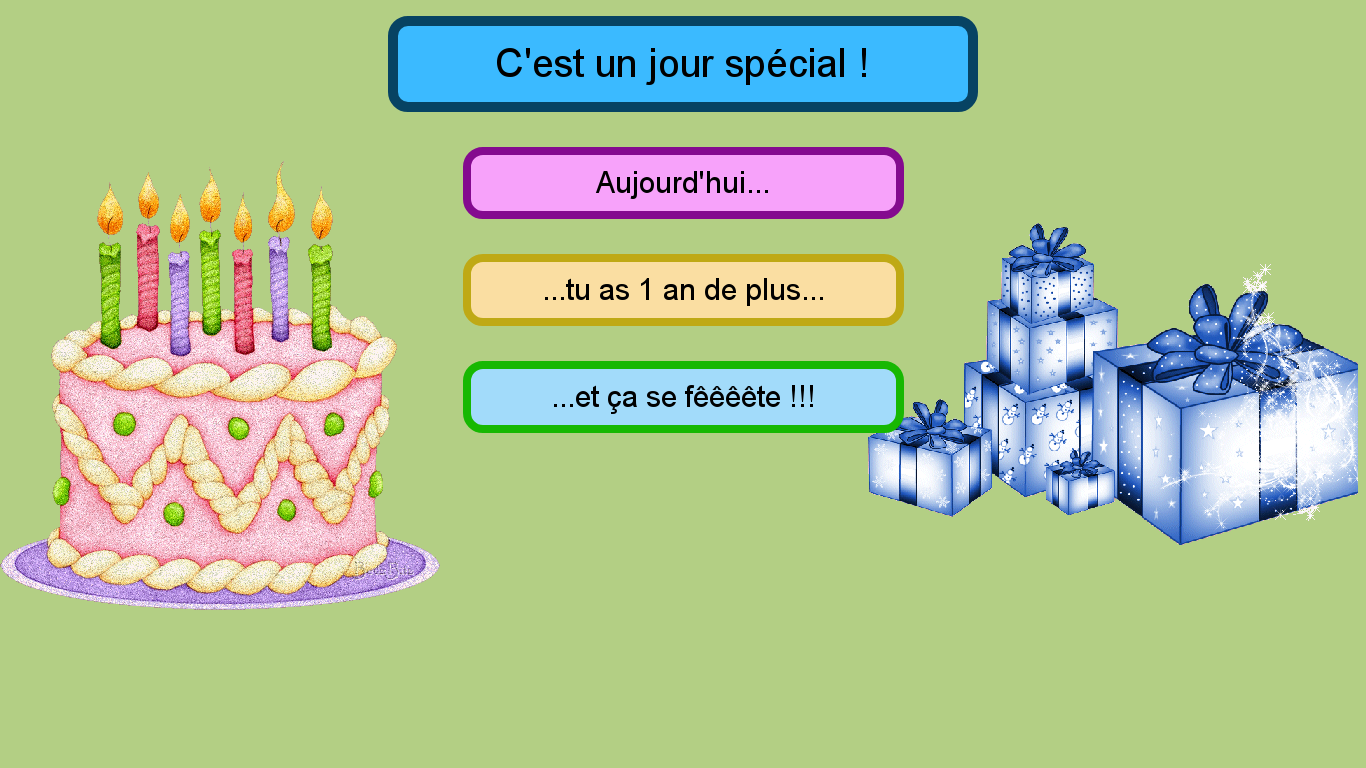 C'est un jour spécial !
Aujourd'hui...
...tu as 1 an de plus...
...et ça se fêêêête !!!